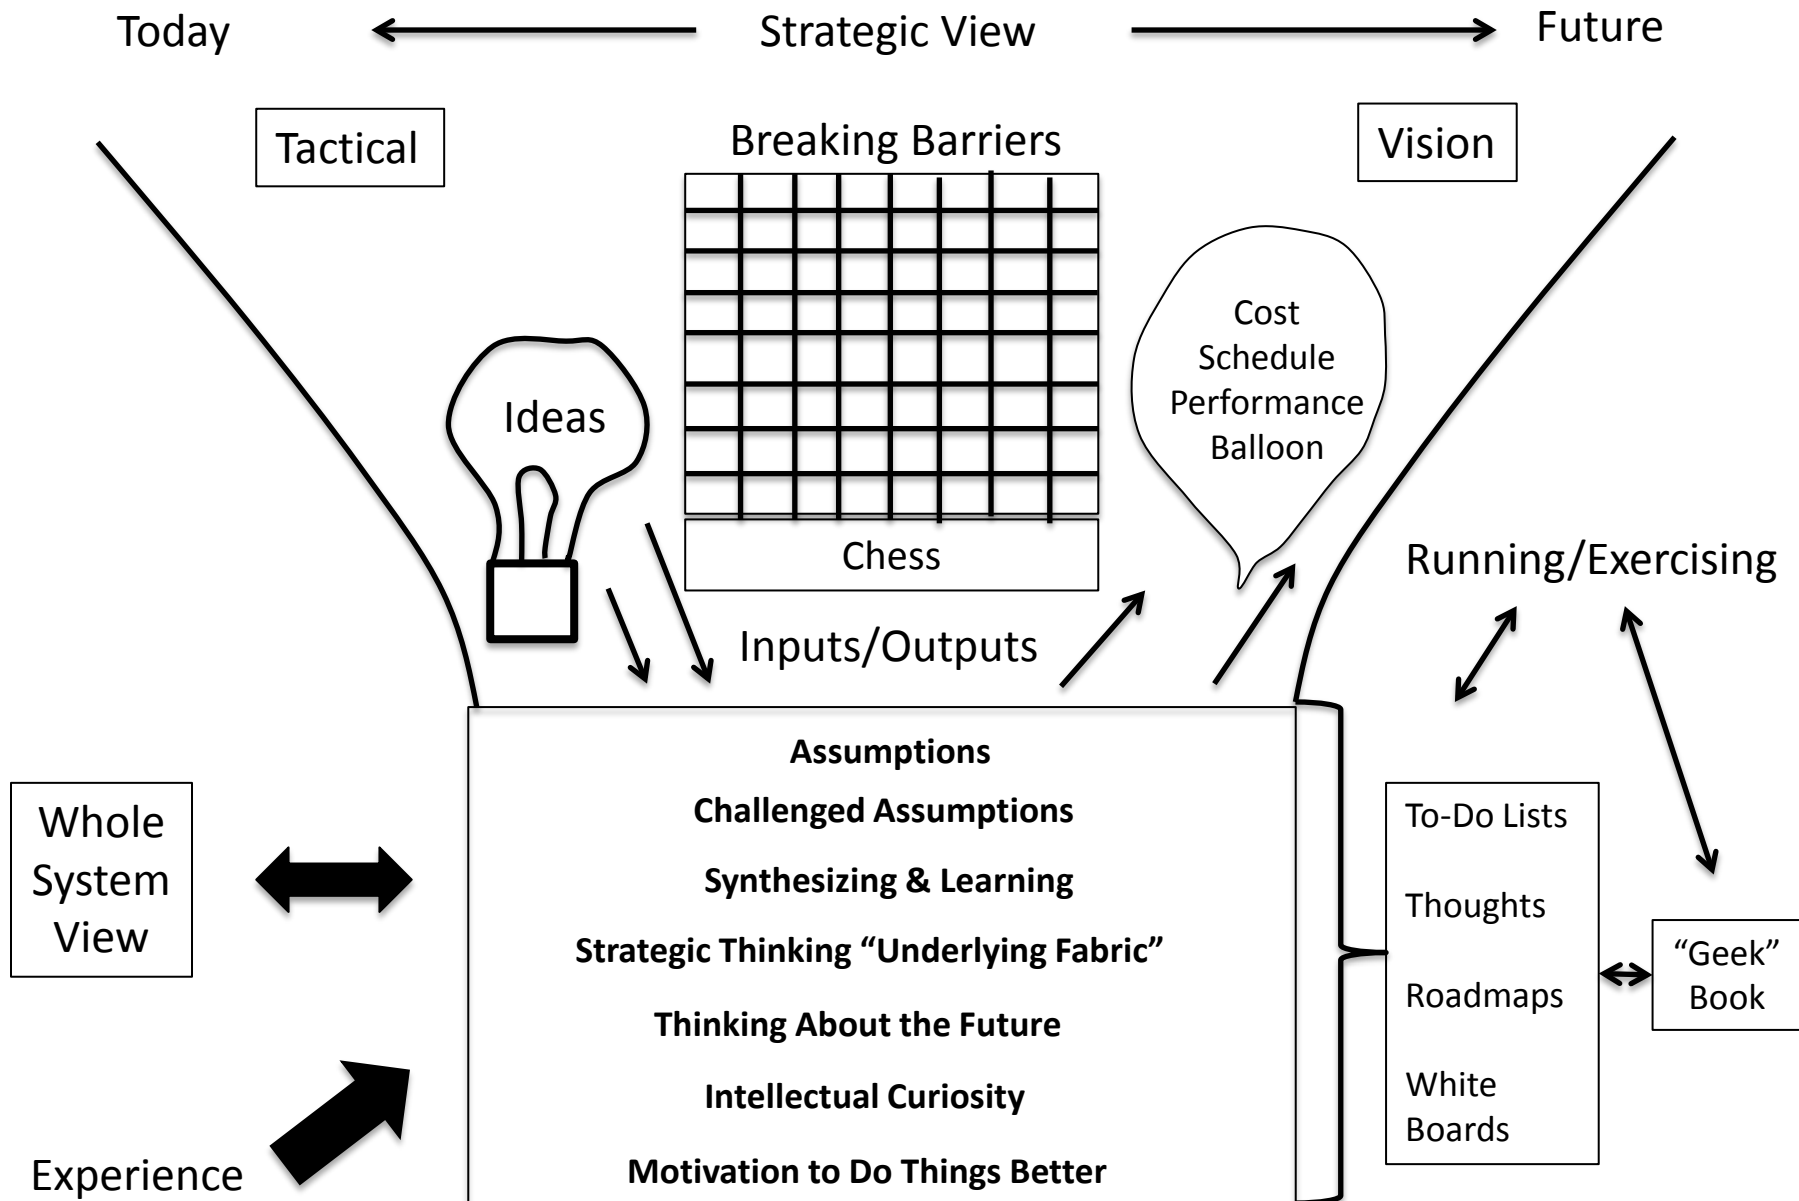 Today
Strategic View
Future
Tactical
Breaking Barriers
Vision
Ideas
Cost
Schedule
Performance
Balloon
Chess
Running/Exercising
Inputs/Outputs
Assumptions
Challenged Assumptions
Synthesizing & Learning
Strategic Thinking “Underlying Fabric”
Thinking About the Future
Intellectual Curiosity
Motivation to Do Things Better
Whole
System
View
Experience
To-Do Lists
Thoughts
Roadmaps
White
Boards
“Geek”
Book